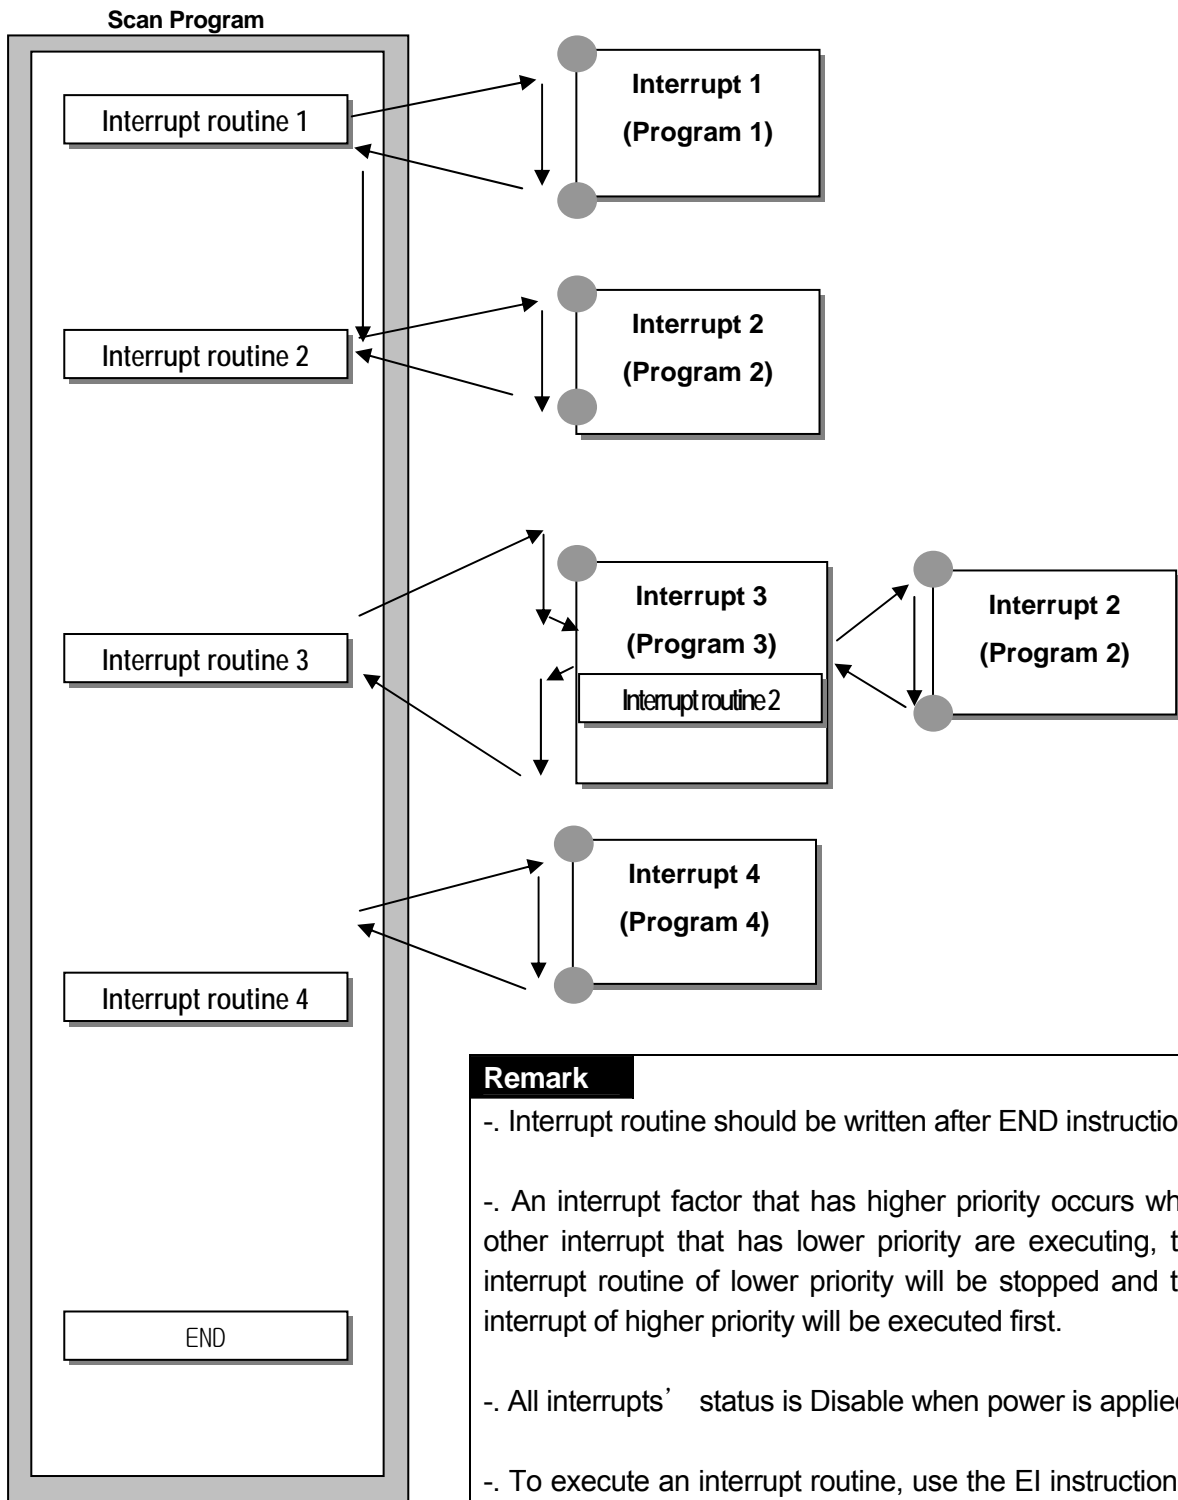 Scan Program
Interrupt routine 1
Interrupt 1
(Program 1)
Interrupt routine 2
Interrupt 2
(Program 2)
Interrupt routine 3
Interrupt 3
(Program 3)
Interrupt routine 2
Interrupt 2
(Program 2)
Interrupt 4
(Program 4)
Interrupt routine 4
END
Remark
-. Interrupt routine should be written after END
-. An interrupt factor that has higher priority occurs
other interrupt that has lower priority are executing,
interrupt routine of lower priority will be stopped and
interrupt of higher priority will be executed first.
-. All interrupts' status is Disable when power is
-. To execute an interrupt routine, use the EI instruction